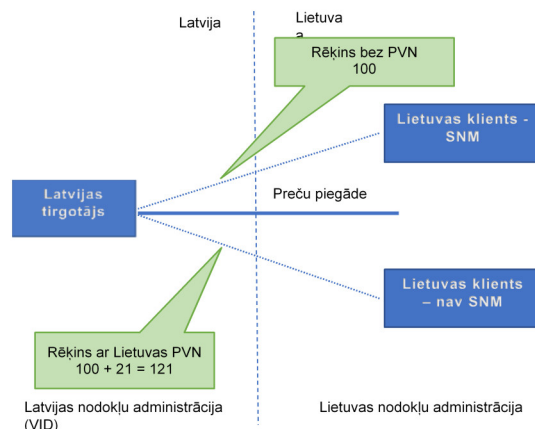 Latvija
Lietuva
a
Rēķins bez PVN
100
Lietuvas klients -
SNM
Latvijas
tirgotājs
Preču piegāde
Lietuvas klients
– nav SNM
Rēķins ar Lietuvas PVN
100 + 21 = 121
Latvijas nodokļu administrācija
(VID)
Lietuvas nodokļu administrācija